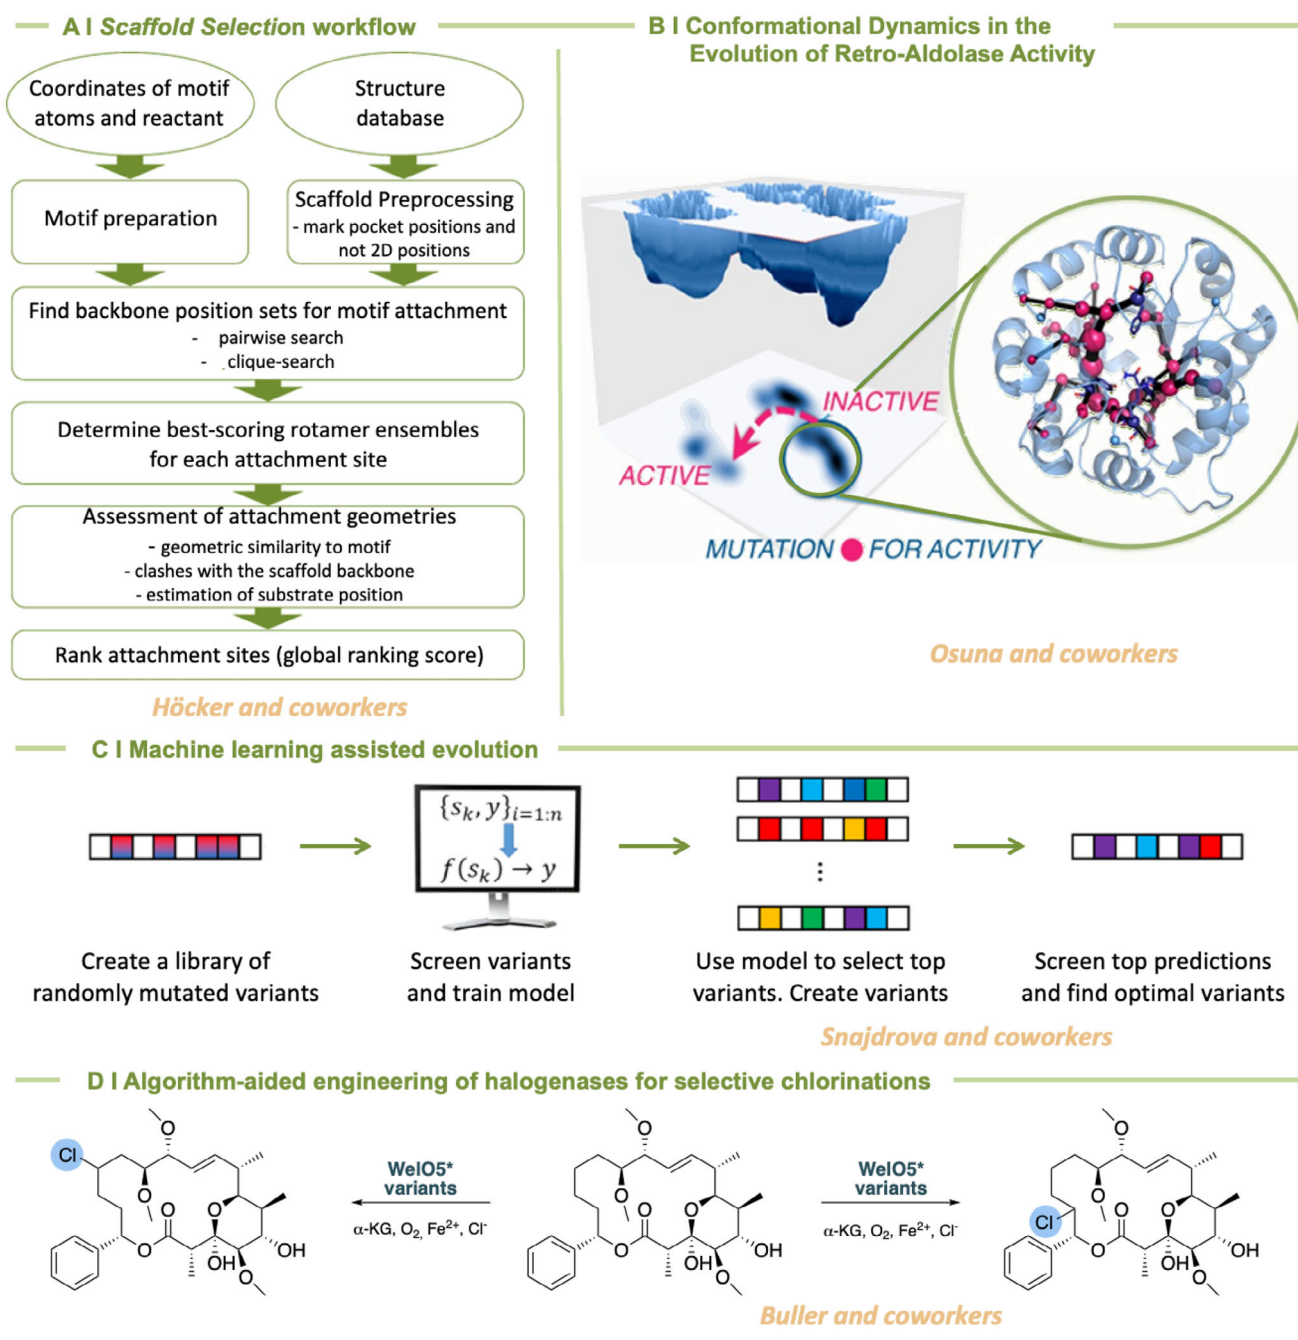 A I Scaffold Selection workflow
Coordinates of motif
atoms and reactant
Structure
database
Motif preparation
Scaffold Preprocessing
- mark pocket positions and
not 2D positions
Find backbone position sets for motif attachment
- pairwise search
- clique-search
Determine best-scoring rotamer ensembles
for each attachment site
Assessment of attachment geometries
- geometric similarity to motif
- clashes with the scaffold backbone
- estimation of substrate position
Rank attachment sites (global ranking score)
Höcker and coworkers
B I Conformational Dynamics in the
Evolution of Retro-Aldolase Activity
INACTIVE
ACTIVE
MUTATION FOR ACTIVITY
Osuna and coworkers
C I Machine learning assisted evolution
{sₖ, y}ᵢ₌₁:ₙ
f(sₖ) → y
⋮
Create a library of
randomly mutated variants
Screen variants
and train model
Use model to select top
variants. Create variants
Screen top predictions
and find optimal variants
Snajdrova and coworkers
D I Algorithm-aided engineering of halogenases for selective chlorinations
Cl
O
O
O
O
O
OH
OH
O
WelO5*
variants
α-KG, O₂, Fe²⁺, Cl⁻
O
O
O
O
O
OH
OH
O
WelO5*
variants
α-KG, O₂, Fe²⁺, Cl⁻
O
O
Cl
O
O
O
OH
OH
O
Buller and coworkers